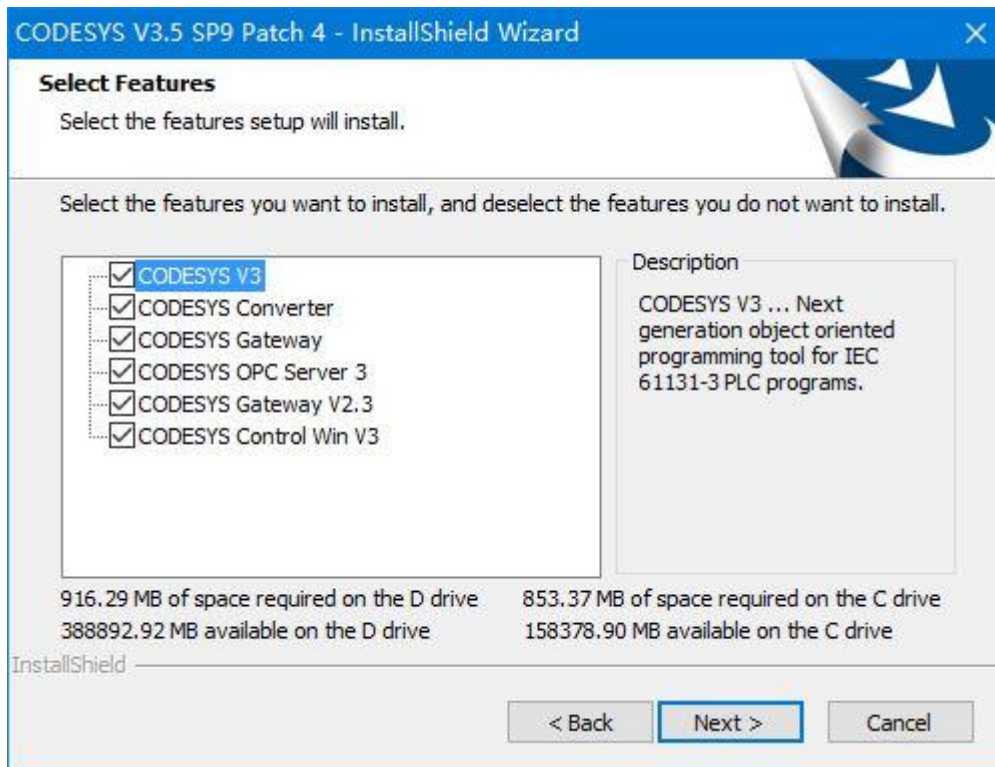 CODESYS V3.5 SP9 Patch 4 - InstallShield Wizard
Select Features
Select the features setup will install.
Select the features you want to install, and deselect the features you do not want to install.
CODESYS V3
CODESYS Converter
CODESYS Gateway
CODESYS OPC Server 3
CODESYS Gateway V2.3
CODESYS Control Win V3
Description
CODESYS V3 ... Next
generation object oriented
programming tool for IEC
61131-3 PLC programs.
916.29 MB of space required on the D drive
853.37 MB of space required on the C drive
388892.92 MB available on the D drive
158378.90 MB available on the C drive
InstallShield
< Back
Next >
Cancel